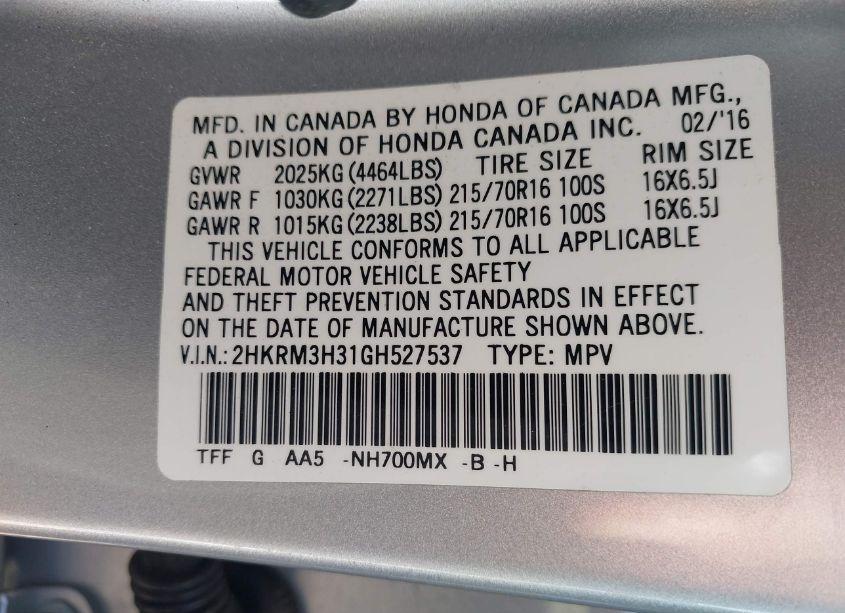 MFD. IN CANADA BY HONDA OF CANADA MFG.,
A DIVISION OF HONDA CANADA INC. 02/'16
GVWR 2025KG (4464LBS) TIRE SIZE RIM SIZE
GAWR F 1030KG (2271LBS) 215/70R16 100S 16X6.5J
GAWR R 1015KG (2238LBS) 215/70R16 100S 16X6.5J
THIS VEHICLE CONFORMS TO ALL APPLICABLE
FEDERAL MOTOR VEHICLE SAFETY
AND THEFT PREVENTION STANDARDS IN EFFECT
ON THE DATE OF MANUFACTURE SHOWN ABOVE.
V.I.N.: 2HKRM3H31GH527537 TYPE: MPV
TFF G AA5 -NH700MX -B -H